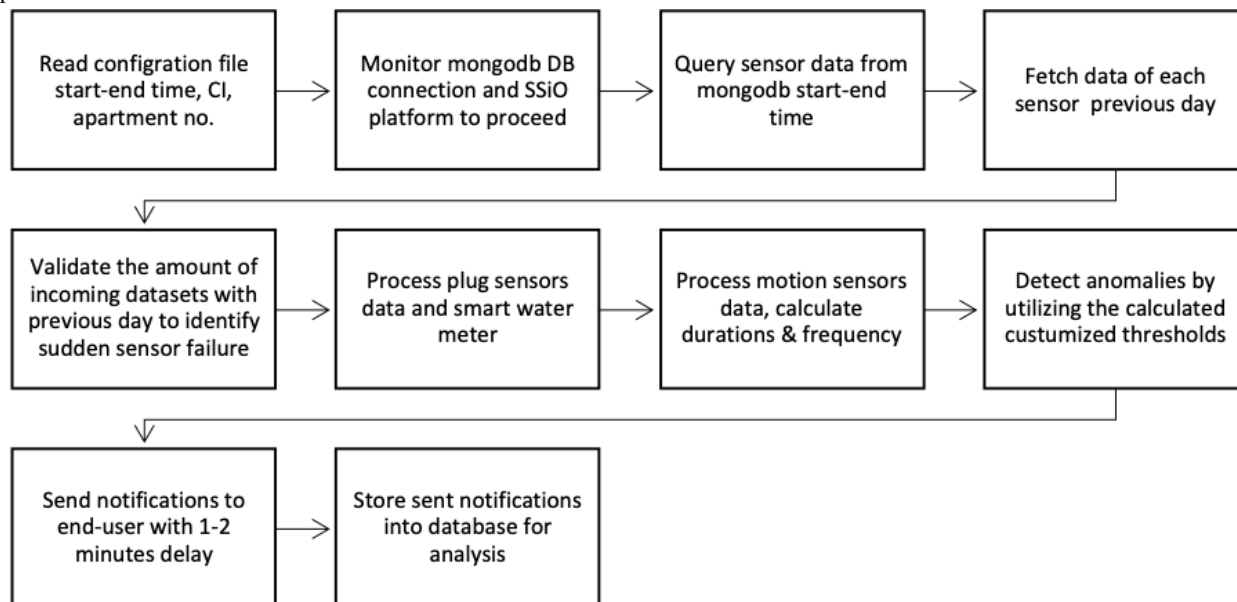 Read configration file
start-end time, CI,
apartment no.
Monitor mongodb DB
connection and SSiO
platform to proceed
Query sensor data from
mongodb start-end
time
Fetch data of each
sensor previous day
Validate the amount of
incoming datasets with
previous day to identify
sudden sensor failure
Process plug sensors
data and smart water
meter
Process motion sensors
data, calculate
durations & frequency
Detect anomalies by
utilizing the calculated
custumized thresholds
Send notifications to
end-user with 1-2
minutes delay
Store sent notifications
into database for
analysis